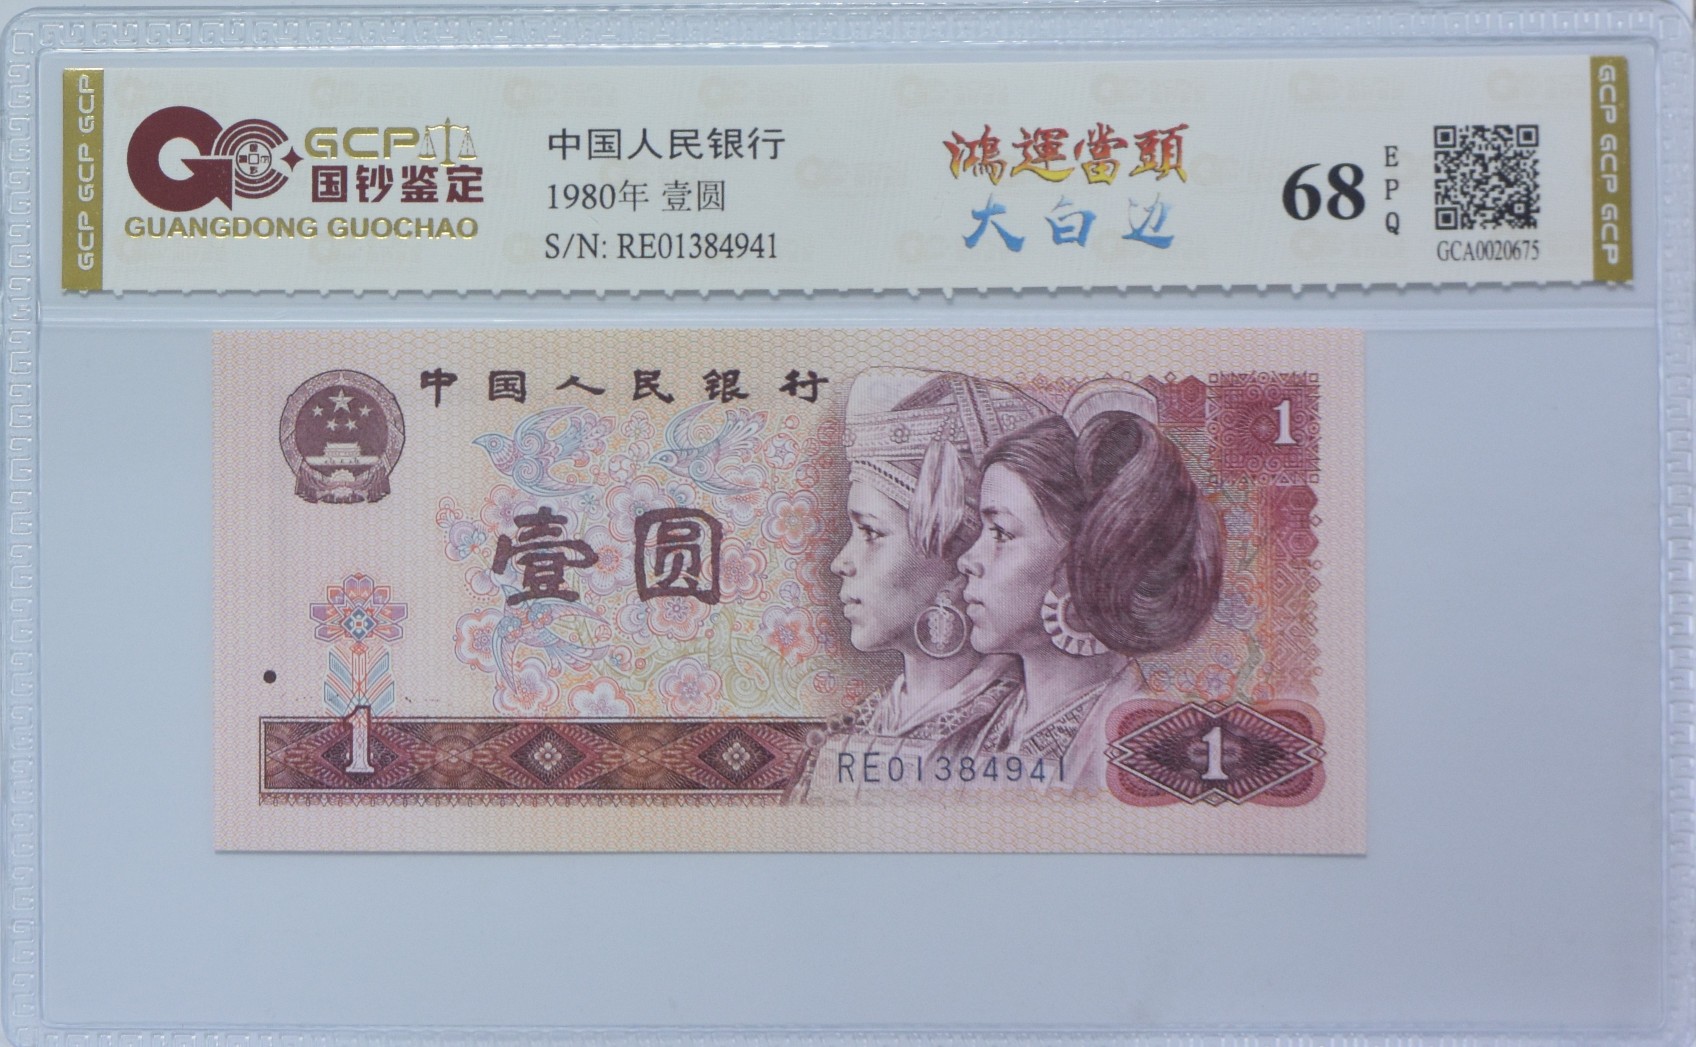 GCP GCP GCP
GCP
国钞鉴定
GUANGDONG GUOCHAO
中国人民银行
1980年 壹圆
S/N: RE01384941
鴻運當頭
大白边
68
EPQ
GCA0020675
GCP GCP GCP
中国人民银行
1
壹圆
1
RE01384941
1